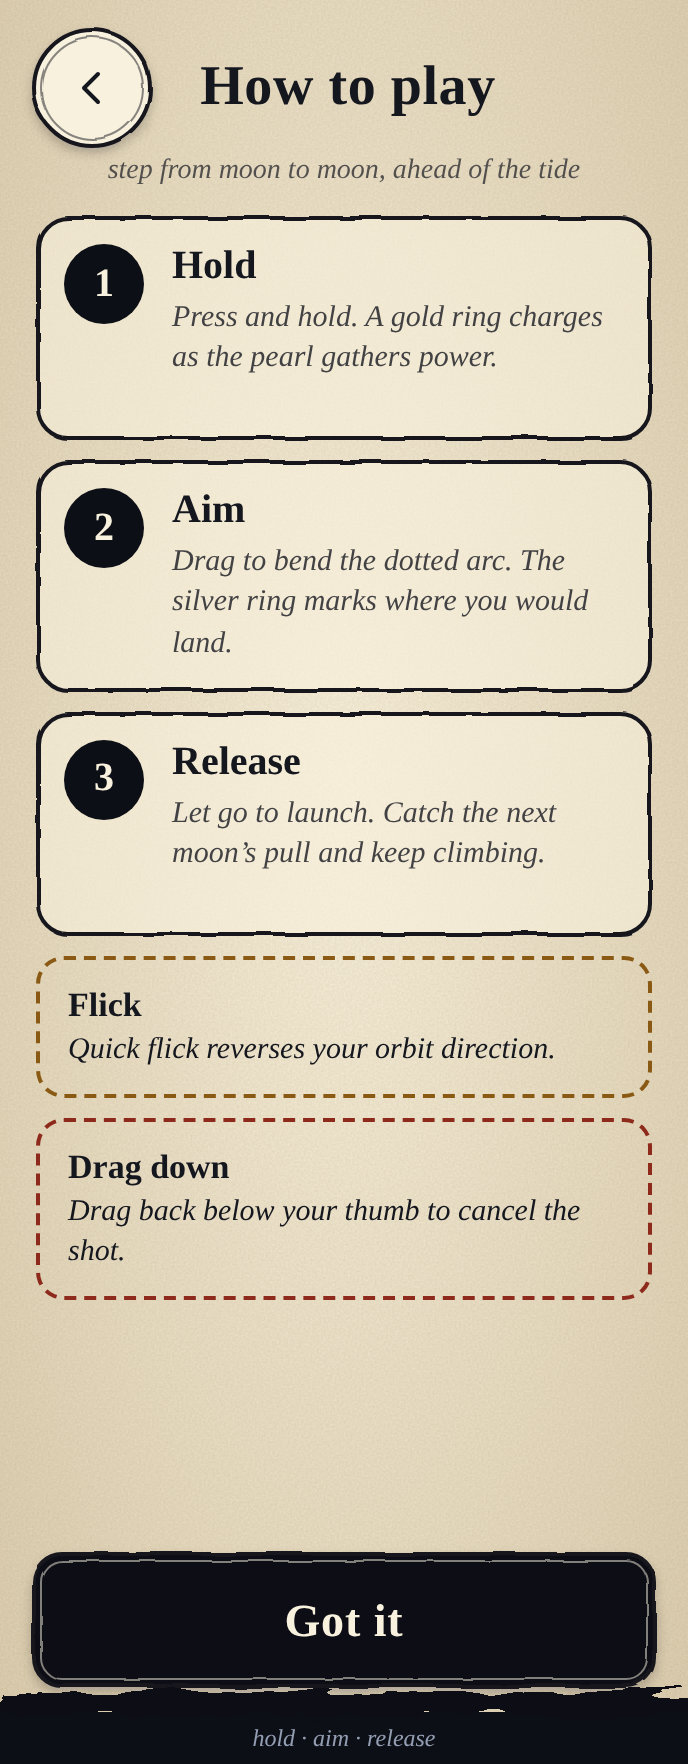 How to play
step from moon to moon, ahead of the tide
1
Hold
Press and hold. A gold ring charges
as the pearl gathers power.
2
Aim
Drag to bend the dotted arc. The
silver ring marks where you would
land.
3
Release
Let go to launch. Catch the next
moon’s pull and keep climbing.
Flick
Quick flick reverses your orbit direction.
Drag down
Drag back below your thumb to cancel the
shot.
Got it
hold · aim · release